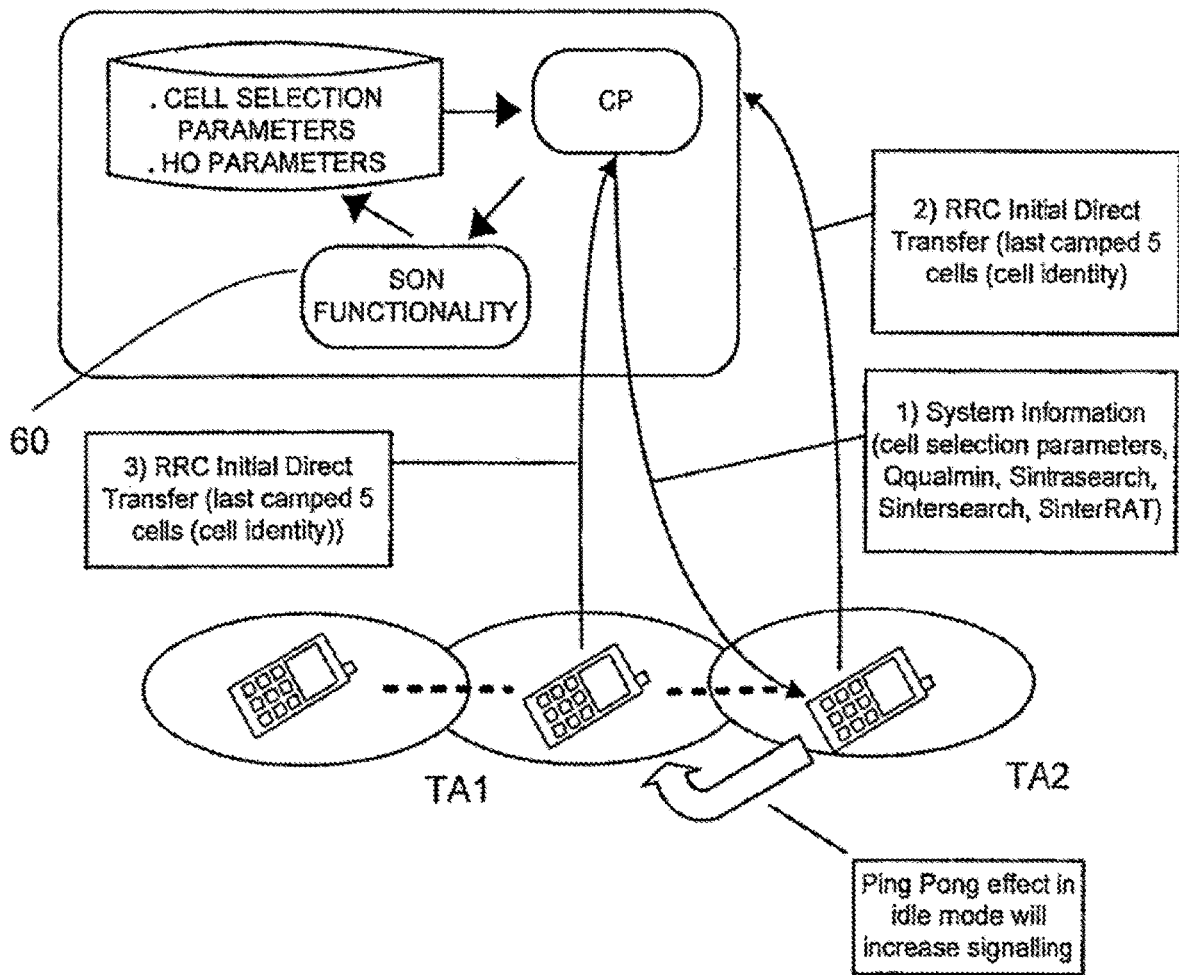 . CELL SELECTION
PARAMETERS
. HO PARAMETERS
CP
SON
FUNCTIONALITY
60
2) RRC Initial Direct
Transfer (last camped 5
cells (cell identity)
1) System Information
(cell selection parameters,
Qqualmin, Sintrasearch,
Sintersearch, SinterRAT)
3) RRC Initial Direct
Transfer (last camped 5
cells (cell identity))
TA1
TA2
Ping Pong effect in
idle mode will
increase signalling